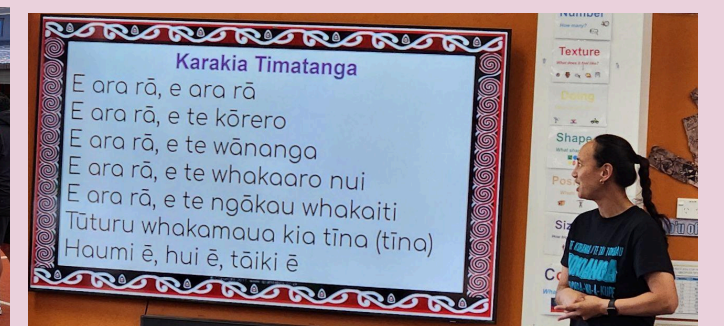 Karakia Timatanga
E ara rā, e ara rā
E ara rā, e te kōrero
E ara rā, e te wānanga
E ara rā, e te whakaaro nui
E ara rā, e te ngākau whakaiti
Tūturu whakamaua kia tīna (tīna)
Haumi ē, hui ē, tāiki ē
Number
Texture
Shape